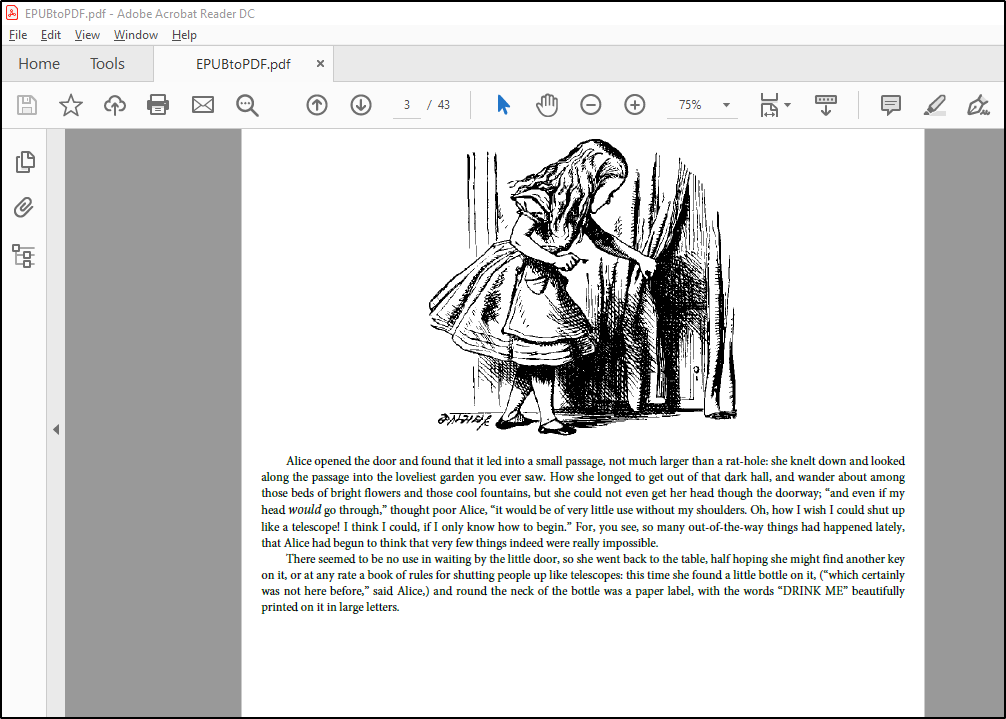 EPUBtoPDF.pdf - Adobe Acrobat Reader DC
File Edit View Window Help
Home Tools EPUBtoPDF.pdf ×
3 / 43 75%
Alice opened the door and found that it led into a small passage, not much larger than a rat-hole: she knelt down and looked
along the passage into the loveliest garden you ever saw. How she longed to get out of that dark hall, and wander about among
those beds of bright flowers and those cool fountains, but she could not even get her head though the doorway; “and even if my
head would go through,” thought poor Alice, “it would be of very little use without my shoulders. Oh, how I wish I could shut up
like a telescope! I think I could, if I only know how to begin.” For, you see, so many out-of-the-way things had happened lately,
that Alice had begun to think that very few things indeed were really impossible.
There seemed to be no use in waiting by the little door, so she went back to the table, half hoping she might find another key
on it, or at any rate a book of rules for shutting people up like telescopes: this time she found a little bottle on it, (“which certainly
was not here before,” said Alice,) and round the neck of the bottle was a paper label, with the words “DRINK ME” beautifully
printed on it in large letters.